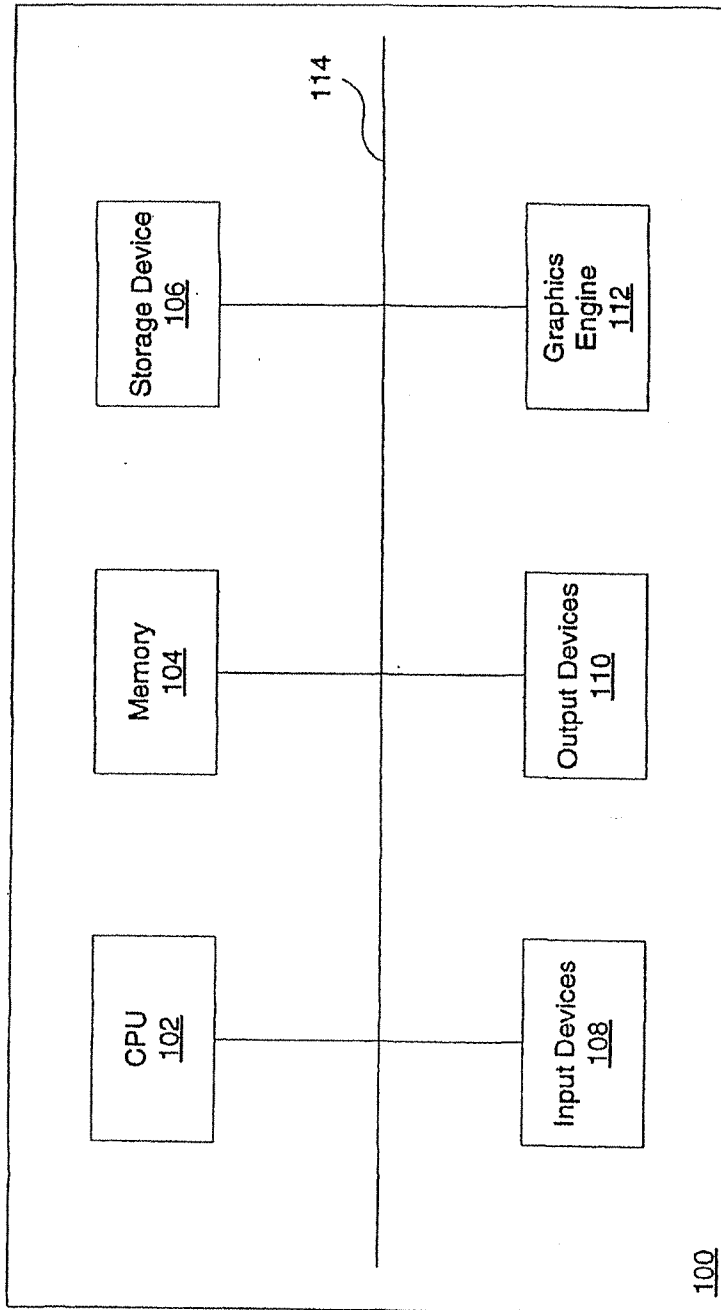 CPU
102
Memory
104
Storage Device
106
114
Input Devices
108
Output Devices
110
Graphics
Engine
112
100